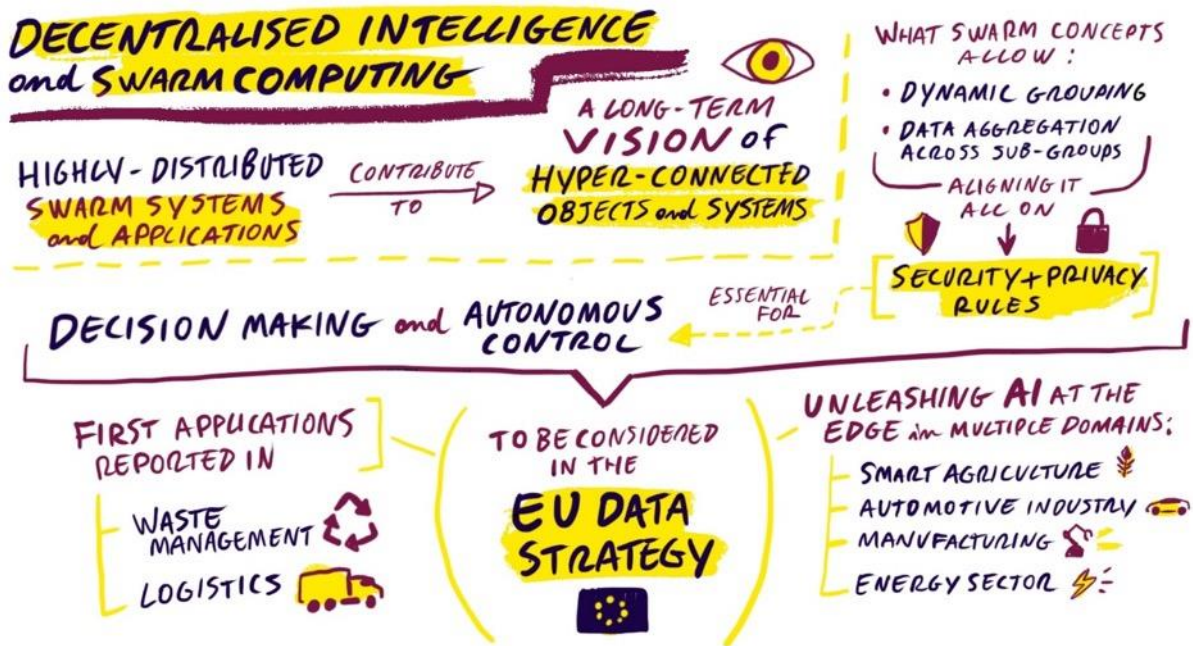 DECENTRALISED INTELLIGENCE
and SWARM COMPUTING
HIGHLY-DISTRIBUTED
SWARM SYSTEMS
and APPLICATIONS
CONTRIBUTE
TO
A LONG-TERM
VISION OF
HYPER-CONNECTED
OBJECTS and SYSTEMS
WHAT SWARM CONCEPTS
ALLOW:
• DYNAMIC GROUPING
• DATA AGGREGATION
ACROSS SUB-GROUPS
ALIGNING IT
ALL ON
SECURITY + PRIVACY
RULES
ESSENTIAL
FOR
DECISION MAKING and AUTONOMOUS
CONTROL
FIRST APPLICATIONS
REPORTED IN
WASTE
MANAGEMENT
LOGISTICS
TO BE CONSIDERED
IN THE
EU DATA
STRATEGY
UNLEASHING AI AT THE
EDGE in MULTIPLE DOMAINS:
SMART AGRICULTURE
AUTOMOTIVE INDUSTRY
MANUFACTURING
ENERGY SECTOR